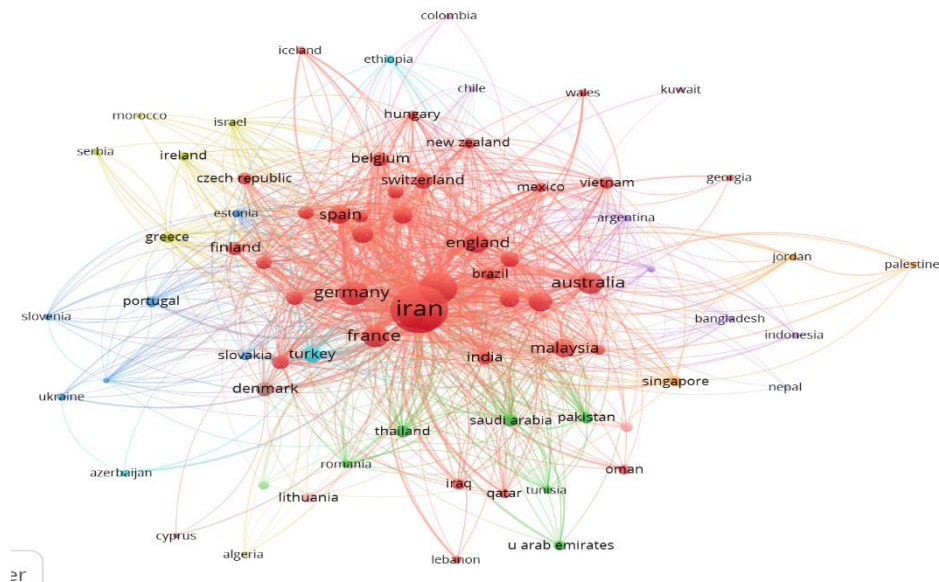 colombia
iceland
ethiopia
chile
wales
kuwait
morocco
israel
hungary
new zealand
serbia
ireland
belgium
czech republic
switzerland
mexico
vietnam
georgia
estonia
spain
argentina
greece
finland
england
jordan
palestine
brazil
germany
australia
portugal
iran
slovenia
bangladesh
france
indonesia
slovakia
turkey
india
malaysia
ukraine
denmark
singapore
nepal
thailand
saudi arabia
pakistan
azerbaijan
romania
oman
lithuania
iraq
qatar
tunisia
cyprus
algeria
lebanon
u arab emirates
er